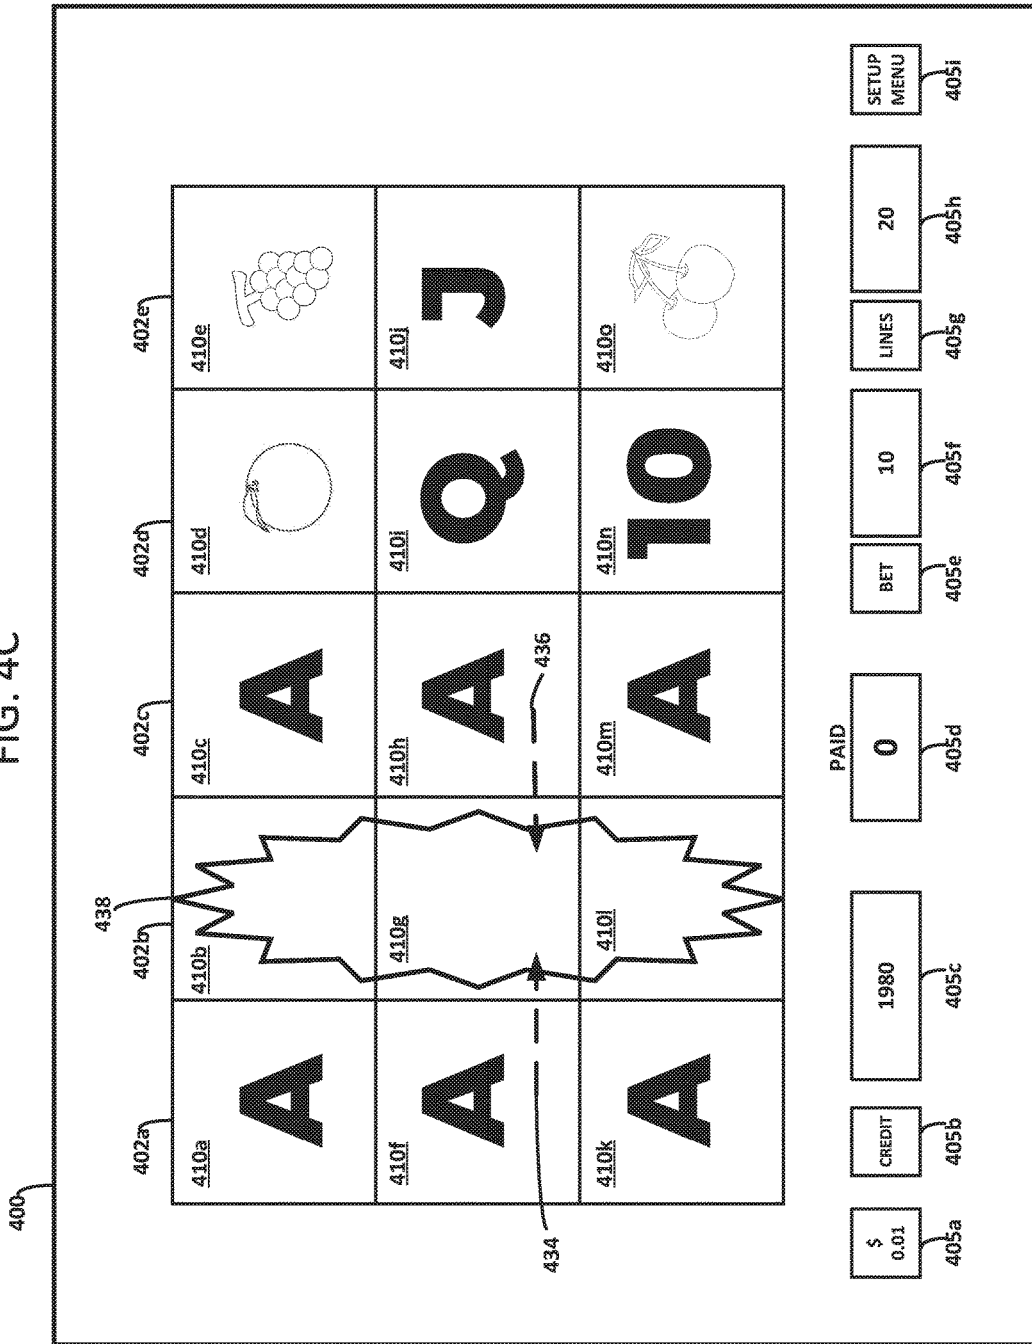 FIG. 4C
400
438
402a 402b 402c 402d 402e
410a 410b 410c 410d 410e
A A
410f 410g 410h 410i 410j
A A Q J
434 436
410k 410l 410m 410n 410o
A A 10
PAID
$ 0.01 CREDIT 1980 0 BET 10 LINES 20 SETUP MENU
405a 405b 405c 405d 405e 405f 405g 405h 405i